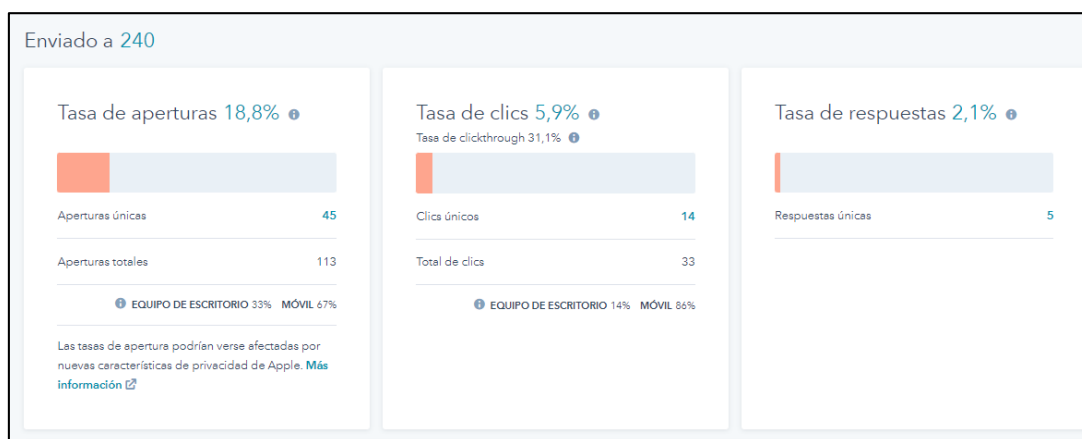 Enviado a 240
Tasa de aperturas 18,8%
Aperturas únicas 45
Aperturas totales 113
EQUIPO DE ESCRITORIO 33% MÓVIL 67%
Las tasas de apertura podrían verse afectadas por
nuevas características de privacidad de Apple. Más
información
Tasa de clics 5,9%
Tasa de clickthrough 31,1%
Clics únicos 14
Total de clics 33
EQUIPO DE ESCRITORIO 14% MÓVIL 86%
Tasa de respuestas 2,1%
Respuestas únicas 5